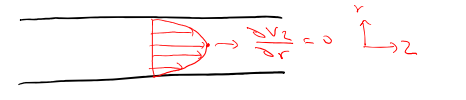 ∂V_z/∂r = 0
r
z